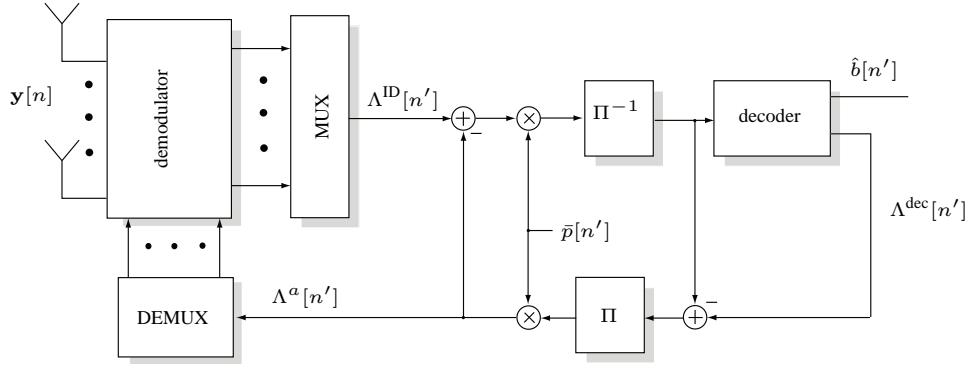 𝐲[n]
demodulator
MUX
Λ^ID[n′]
+
−
×
Π^−1
decoder
b̂[n′]
Λ^dec[n′]
p̄[n′]
DEMUX
Λ^a[n′]
×
Π
+
−